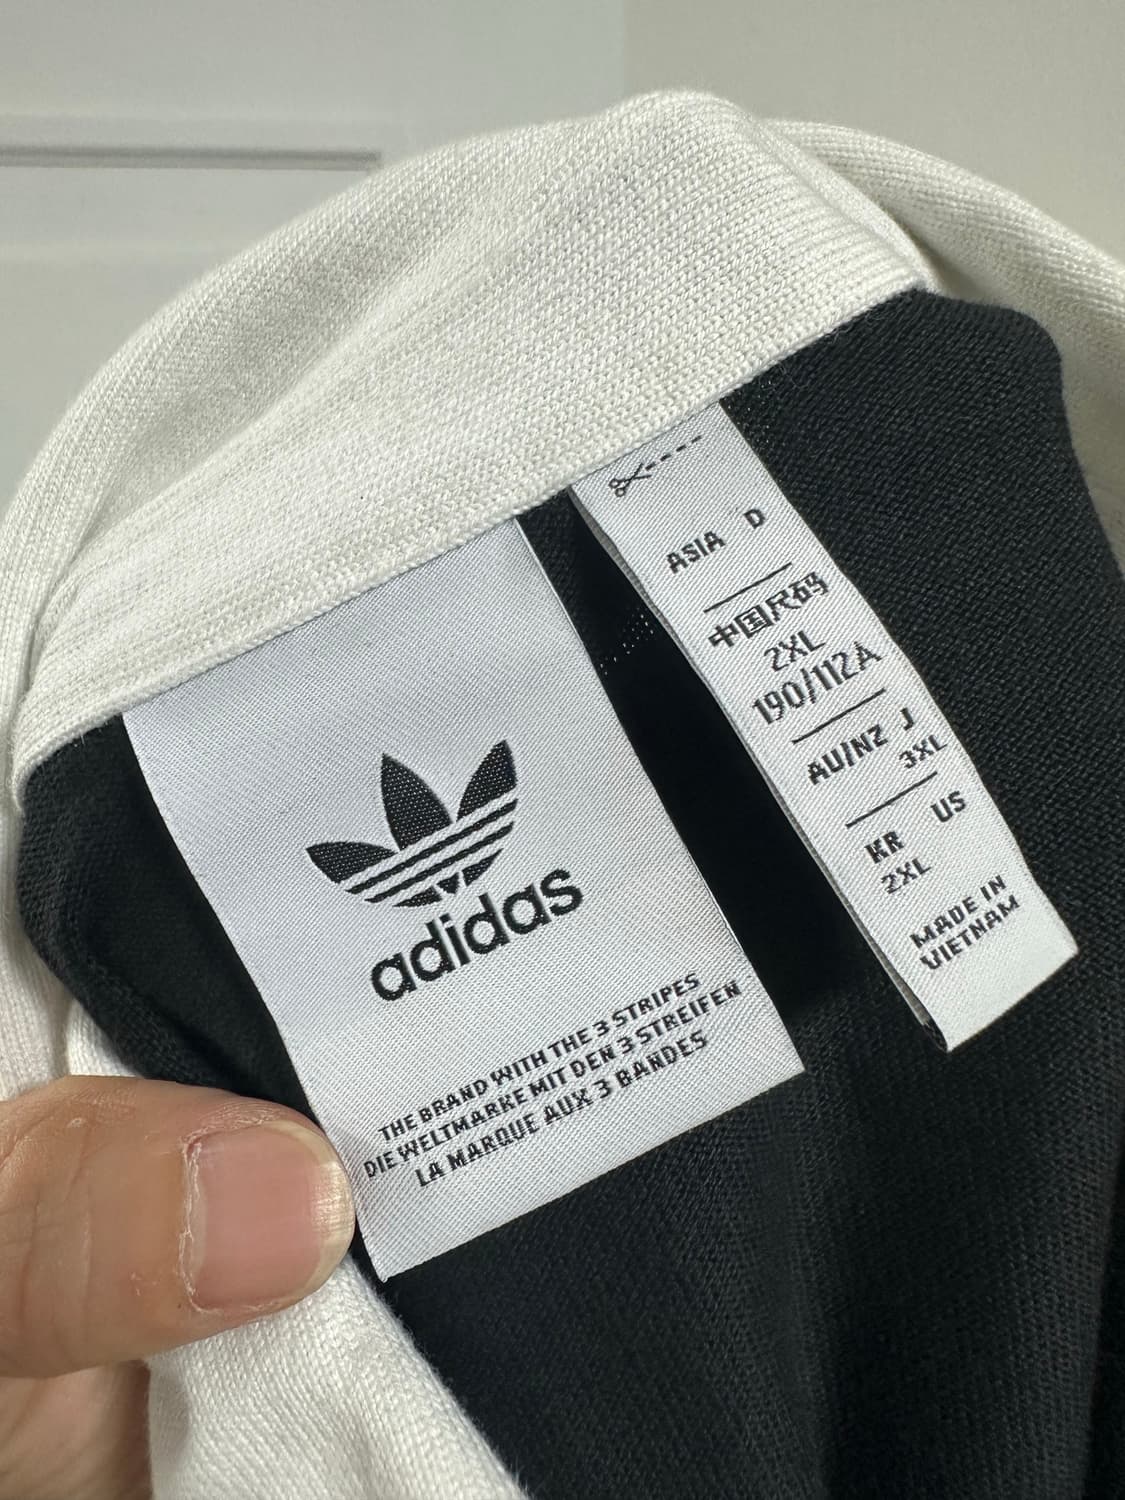 adidas
THE BRAND WITH THE 3 STRIPES
DIE WELTMARKE MIT DEN 3 STREIFEN
LA MARQUE AUX 3 BANDES
ASIA D
中国尺码
2XL
190/112A
AU/NZ J
3XL
KR US
2XL
MADE IN
VIETNAM